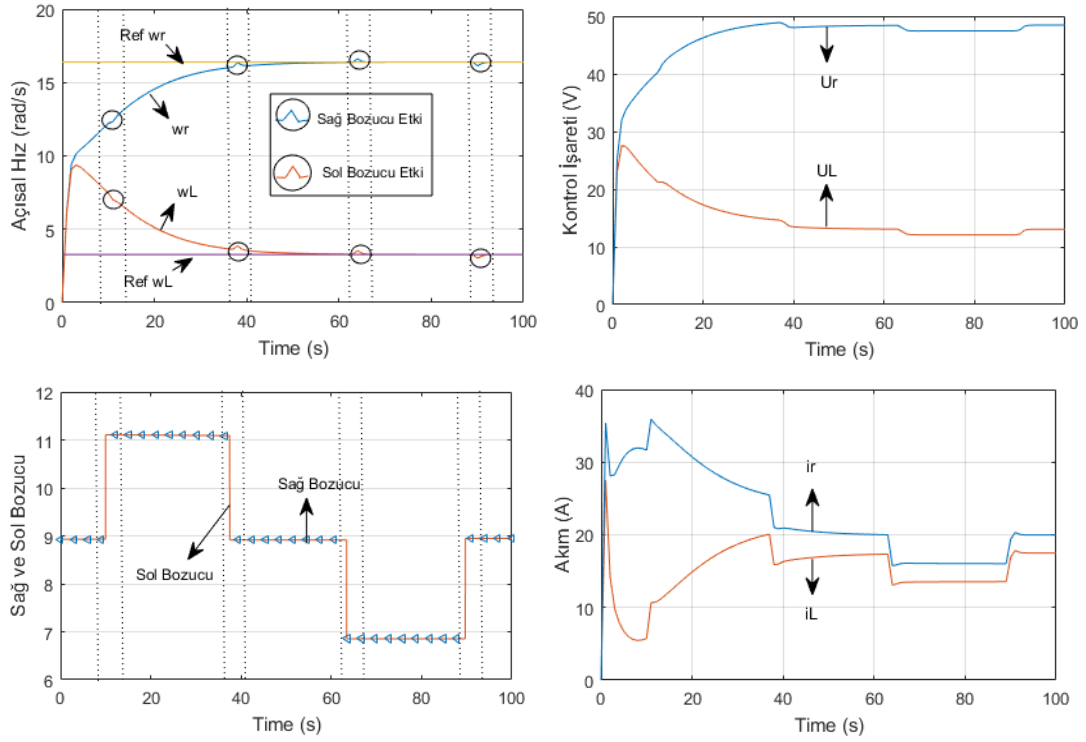 Açısal Hız (rad/s)
20
15
10
5
0
Ref wr
wr
wL
Ref wL
Sağ Bozucu Etki
Sol Bozucu Etki
0 20 40 60 80 100
Time (s)
Kontrol İşareti (V)
50
40
30
20
10
0
Ur
UL
0 20 40 60 80 100
Time (s)
Sağ ve Sol Bozucu
12
11
10
9
8
7
6
Sağ Bozucu
Sol Bozucu
0 20 40 60 80 100
Time (s)
Akım (A)
40
30
20
10
0
ir
iL
0 20 40 60 80 100
Time (s)